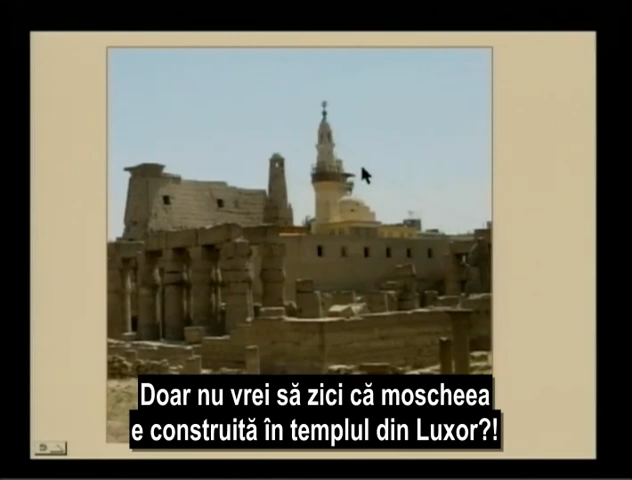 Doar nu vrei să zici că moscheea
e construită în templul din Luxor?!